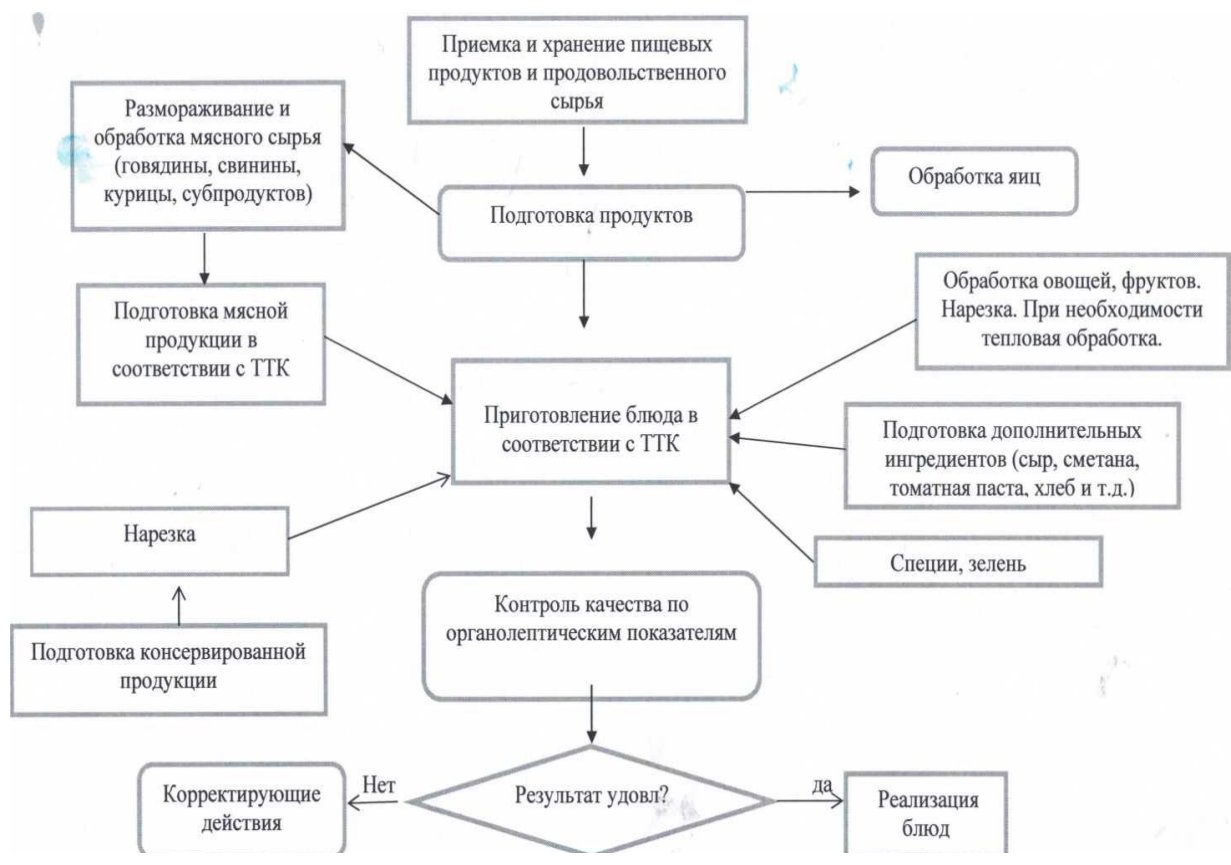 Приемка и хранение пищевых
продуктов и продовольственного
сырья
Размораживание и
обработка мясного сырья
(говядины, свинины,
курицы, субпродуктов)
Обработка яиц
Подготовка продуктов
Обработка овощей, фруктов.
Нарезка. При необходимости
тепловая обработка.
Подготовка мясной
продукции в
соответствии с ТТК
Приготовление блюда в
соответствии с ТТК
Подготовка дополнительных
ингредиентов (сыр, сметана,
томатная паста, хлеб и т.д.)
Нарезка
Специи, зелень
Контроль качества по
органолептическим показателям
Подготовка консервированной
продукции
Нет
Результат удовл?
да
Корректирующие
действия
Реализация
блюд